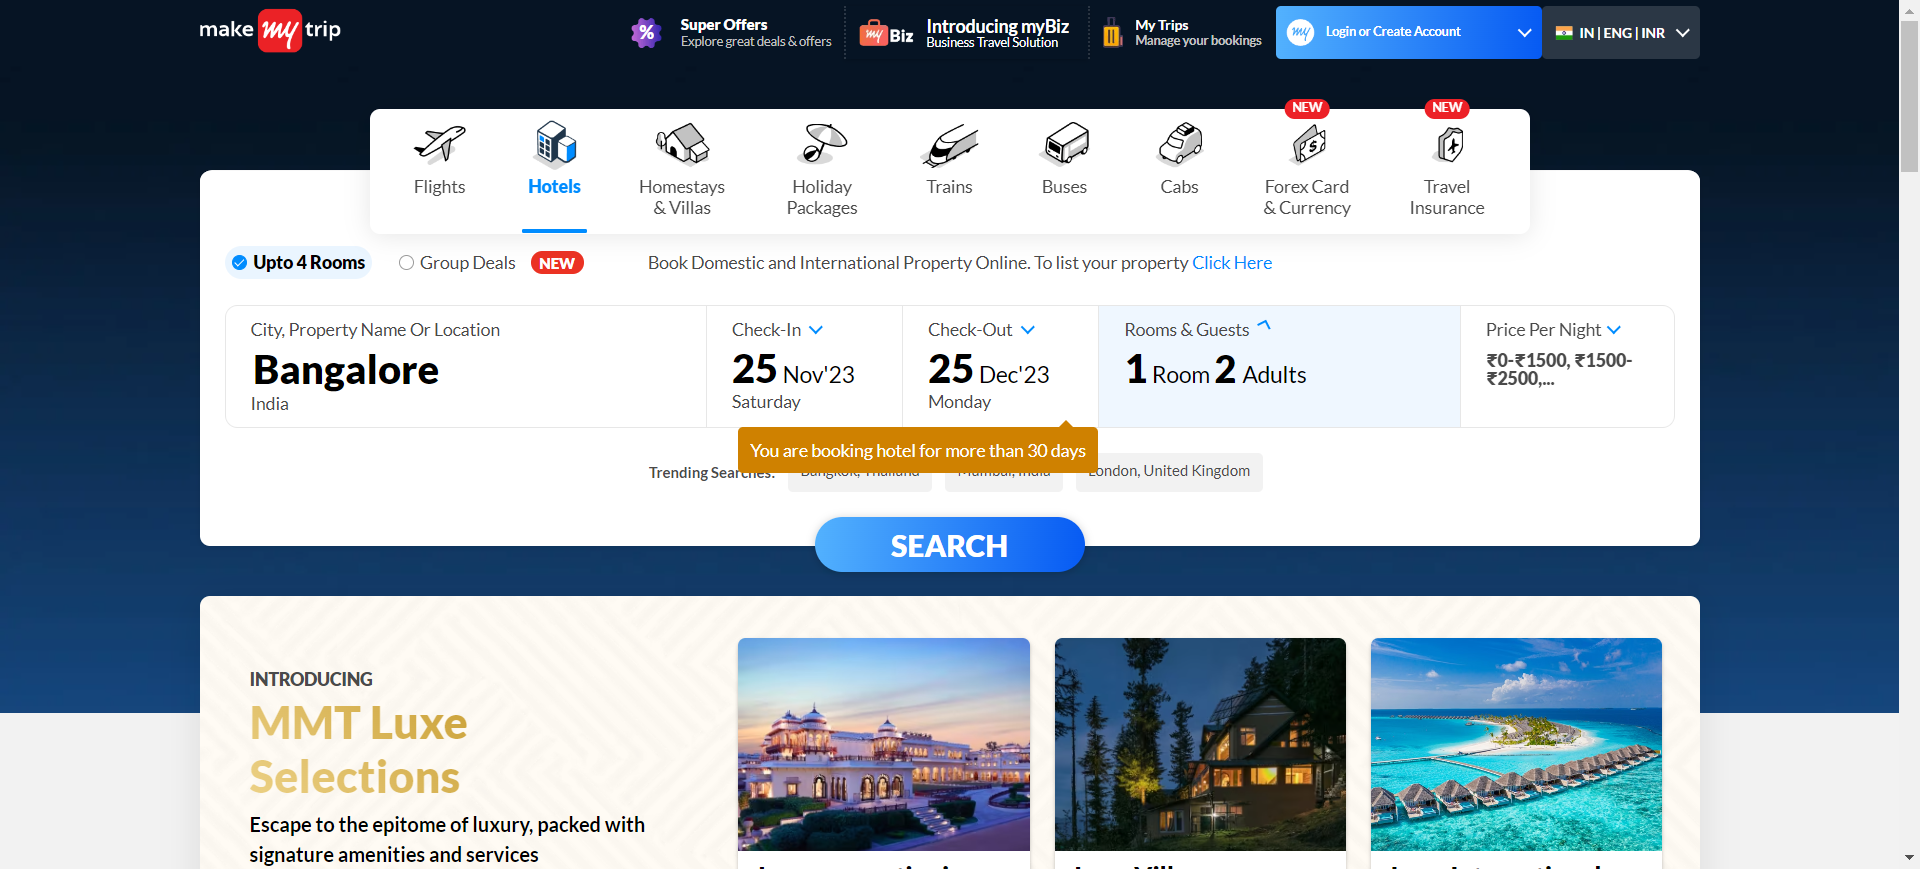 make my trip
%
Super Offers
Explore great deals & offers
my Biz
Introducing myBiz
Business Travel Solution
My Trips
Manage your bookings
my
Login or Create Account
IN | ENG | INR
Flights
Hotels
Homestays
& Villas
Holiday
Packages
Trains
Buses
Cabs
NEW
Forex Card
& Currency
NEW
Travel
Insurance
Upto 4 Rooms
Group Deals
NEW
Book Domestic and International Property Online. To list your property Click Here
City, Property Name Or Location
Bangalore
India
Check-In
25 Nov'23
Saturday
Check-Out
25 Dec'23
Monday
Rooms & Guests
1 Room 2 Adults
Price Per Night
₹0-₹1500, ₹1500-
₹2500,...
You are booking hotel for more than 30 days
Trending Searches:
Bangkok, Thailand
Mumbai, India
London, United Kingdom
SEARCH
INTRODUCING
MMT Luxe
Selections
Escape to the epitome of luxury, packed with
signature amenities and services